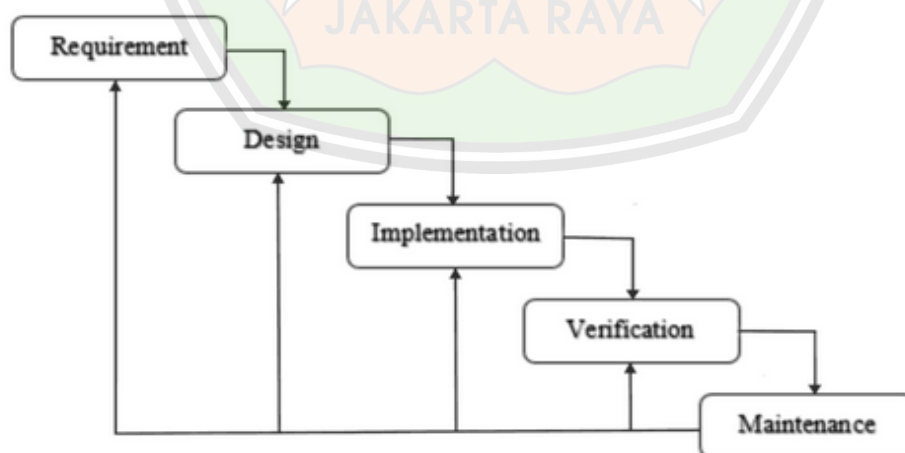 JAKARTA RAYA
Requirement
Design
Implementation
Verification
Maintenance